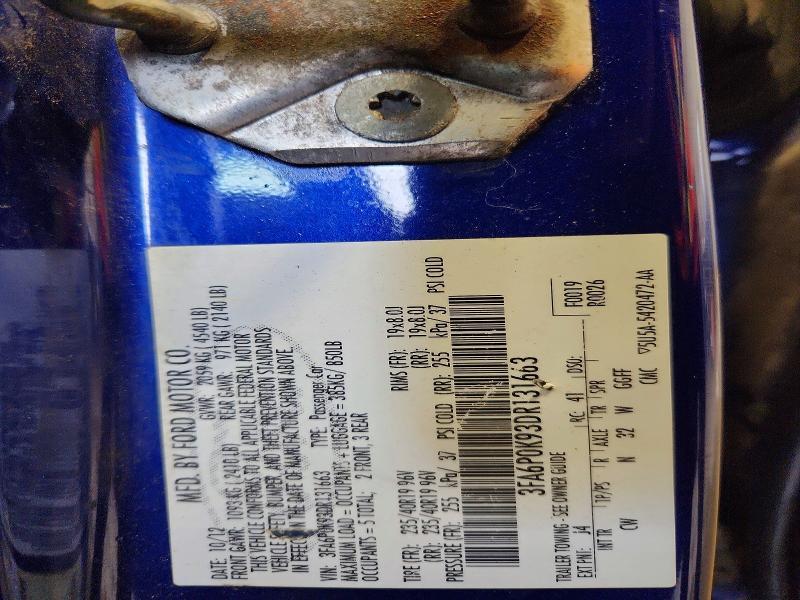 MFD. BY FORD MOTOR CO.
DATE: 10/12 GVWR: 2059 KG ( 4540 LB)
FRONT GAWR: 1093 KG ( 2410 LB) REAR GAWR: 971 KG ( 2140 LB)
THIS VEHICLE CONFORMS TO ALL APPLICABLE FEDERAL MOTOR
VEHICLE SAFETY, BUMPER, AND THEFT PREVENTION STANDARDS
IN EFFECT ON THE DATE OF MANUFACTURE SHOWN ABOVE
VIN: 3FA6P0K93DR131663 TYPE: Passenger Car
MAXIMUM LOAD = OCCUPANTS + LUGGAGE = 385KG/ 850LB
OCCUPANTS = 5 TOTAL: 2 FRONT, 3 REAR
TIRE (FR): 235/40R19 96V RIMS (FR): 19x8.0J
(RR): 235/40R19 96V (RR): 19x8.0J
PRESSURE (FR): 255 kPa/ 37 PSI COLD (RR): 255 kPa/ 37 PSI COLD
3FA6P0K93DR131663
TRAILER TOWING - SEE OWNER GUIDE F0019
EXT PNT: J4 RC: 41 DSO: R0026
INT TR TP/PS R AXLE TR SPR
CW N 32 W GGFF
CMC ▽5U5A-5420472-AA